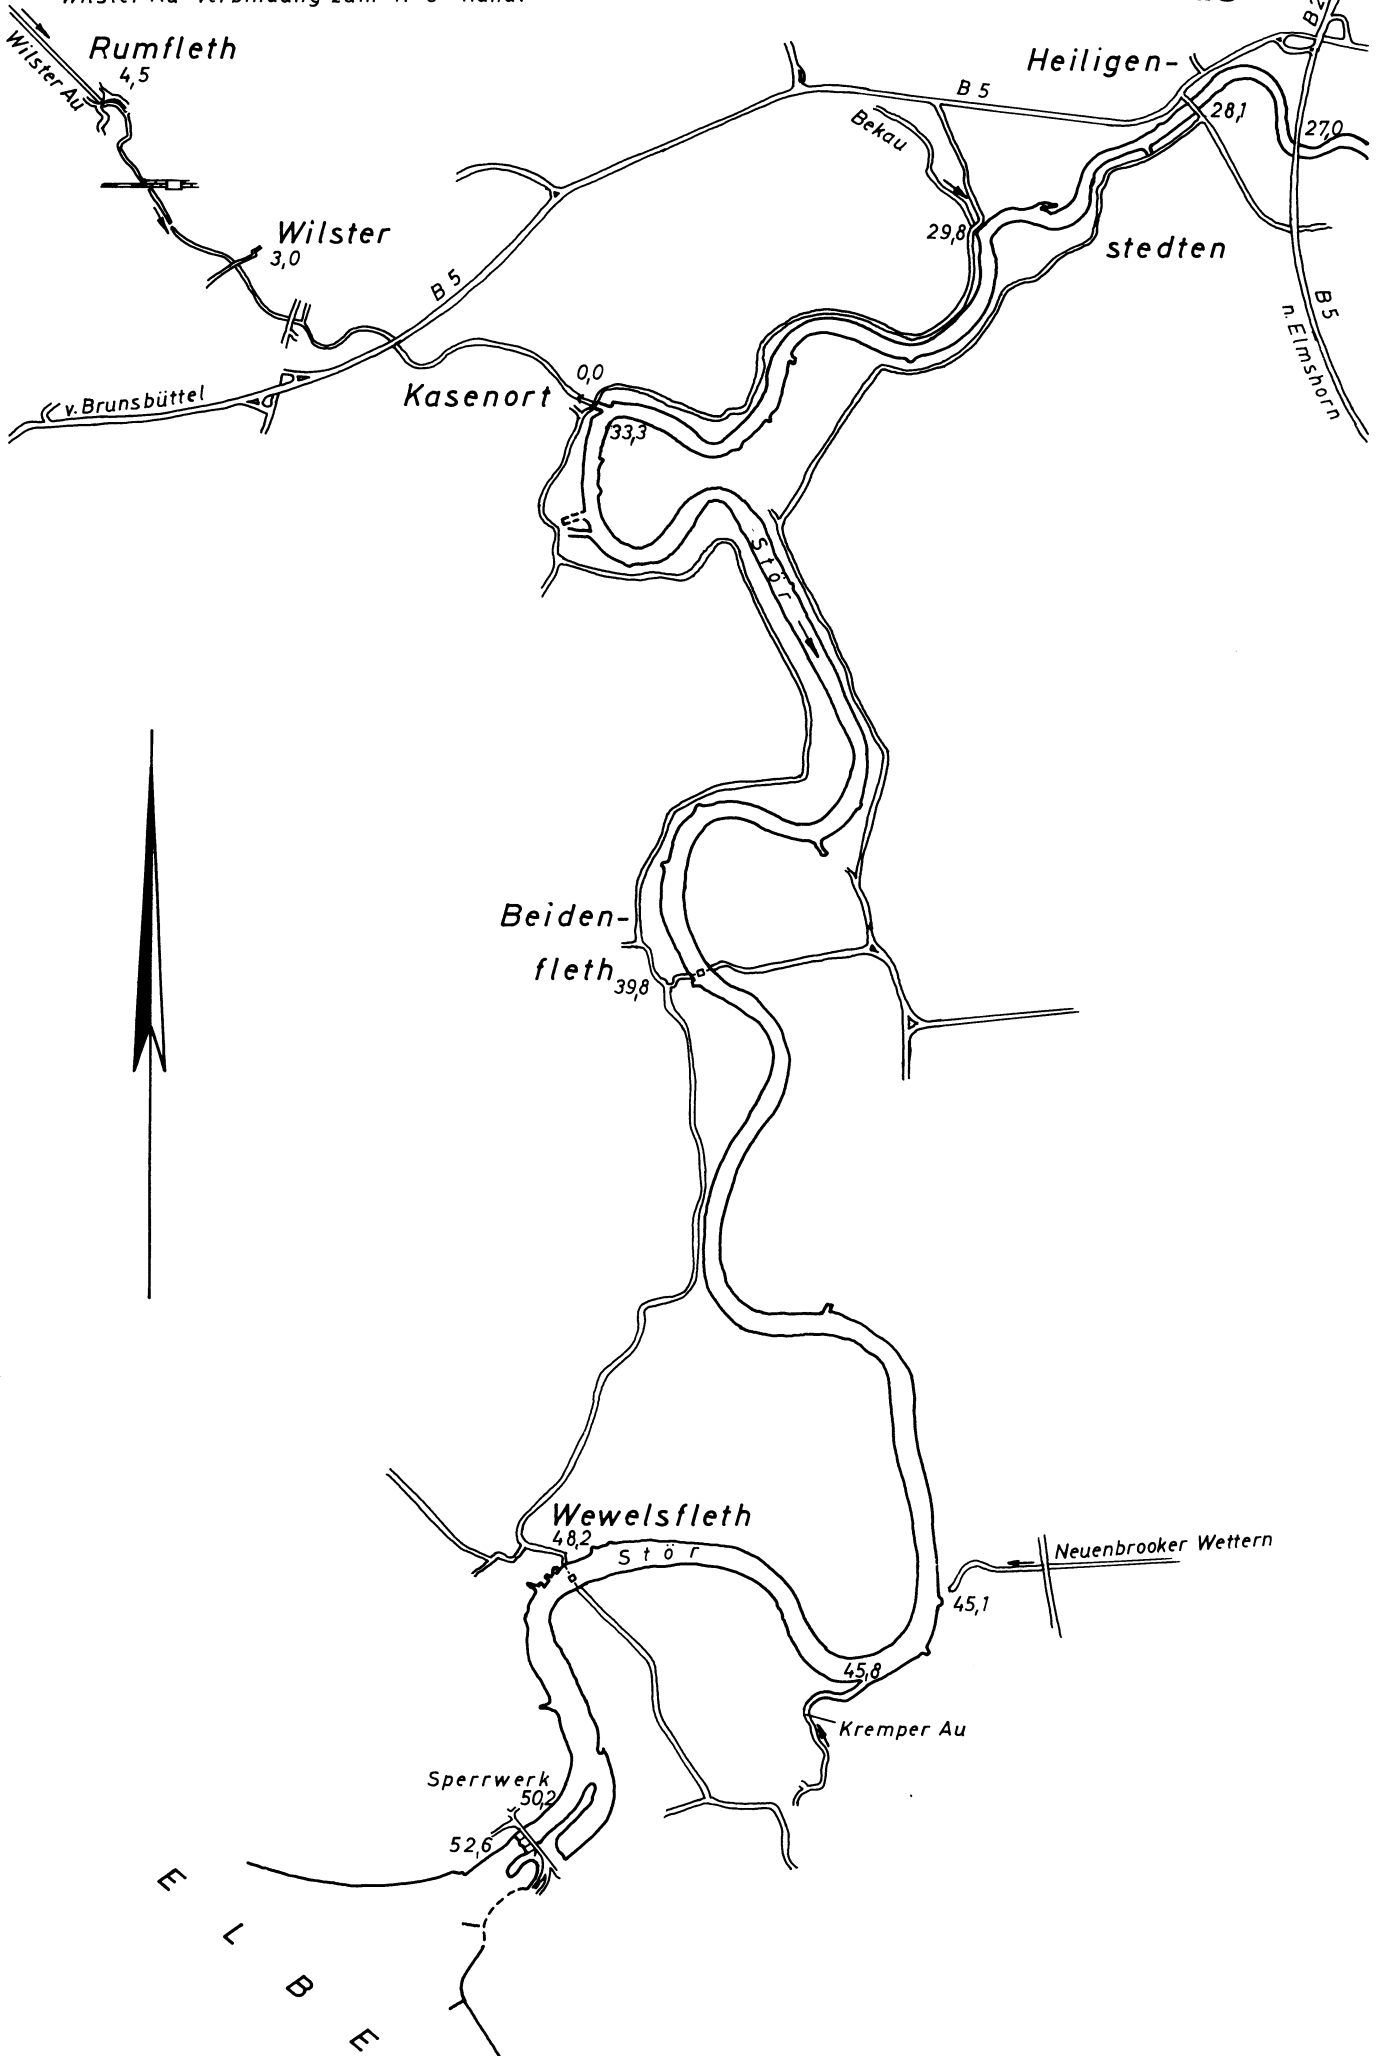 Rumfleth
4,5
Wilster Au
Heiligen-
B 5
Bekau
28,1
27,0
Wilster
3,0
29,8
stedten
B 5
B 5
n. Elmshorn
v. Brunsbüttel
0,0
Kasenort
33,3
Stör
Beiden-
fleth
39,8
Wewelsfleth
48,2
Stör
Neuenbrooker Wettern
45,1
45,8
Kremper Au
Sperrwerk
50,2
52,6
ELBE